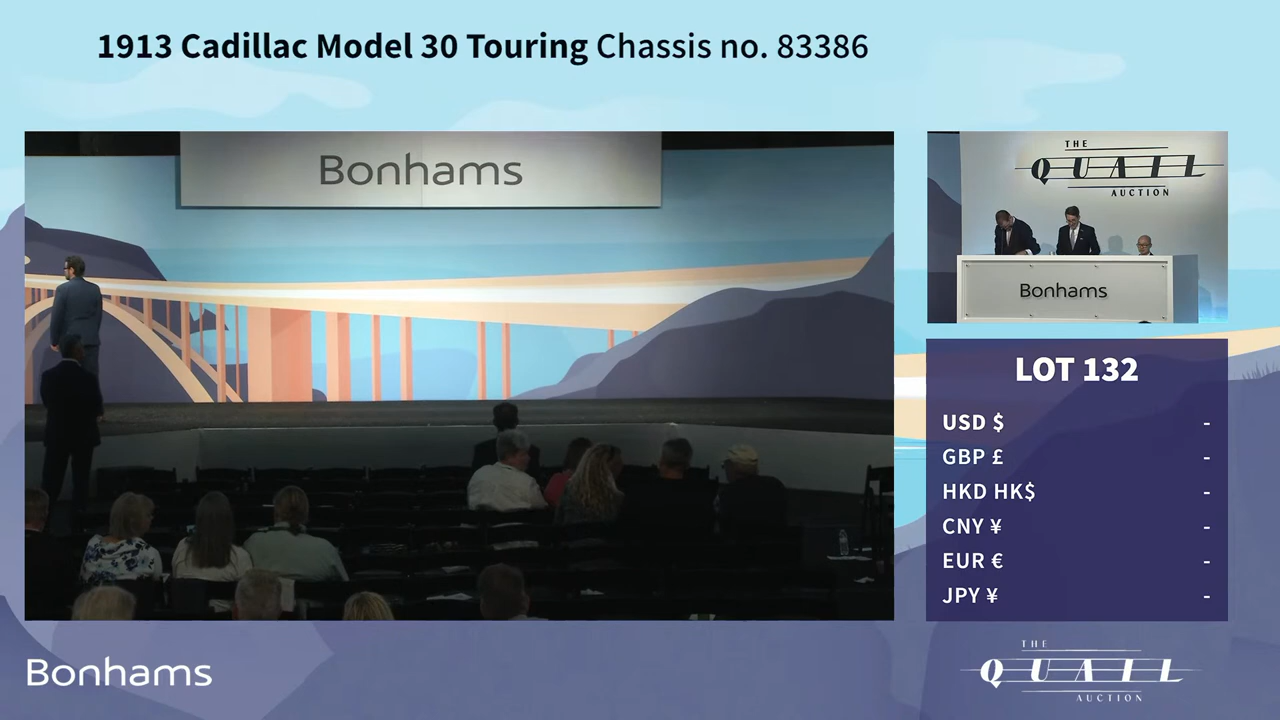 1913 Cadillac Model 30 Touring Chassis no. 83386
Bonhams
THE
QUAIL
AUCTION
Bonhams
LOT 132
USD $ -
GBP £ -
HKD HK$ -
CNY ¥ -
EUR € -
JPY ¥ -
Bonhams
THE
QUAIL
AUCTION